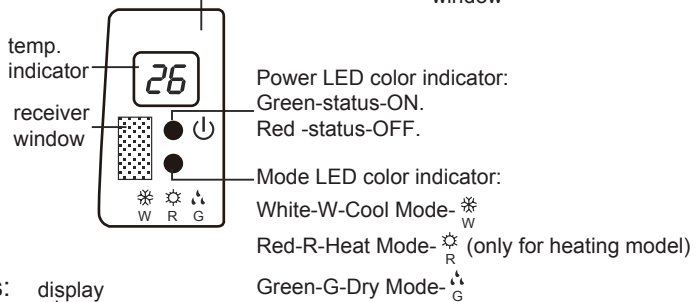 window
temp.
indicator
26
receiver
window
W R G
Power LED color indicator:
Green-status-ON.
Red -status-OFF.
Mode LED color indicator:
White-W-Cool Mode- W
Red-R-Heat Mode- R (only for heating model)
Green-G-Dry Mode- G
display